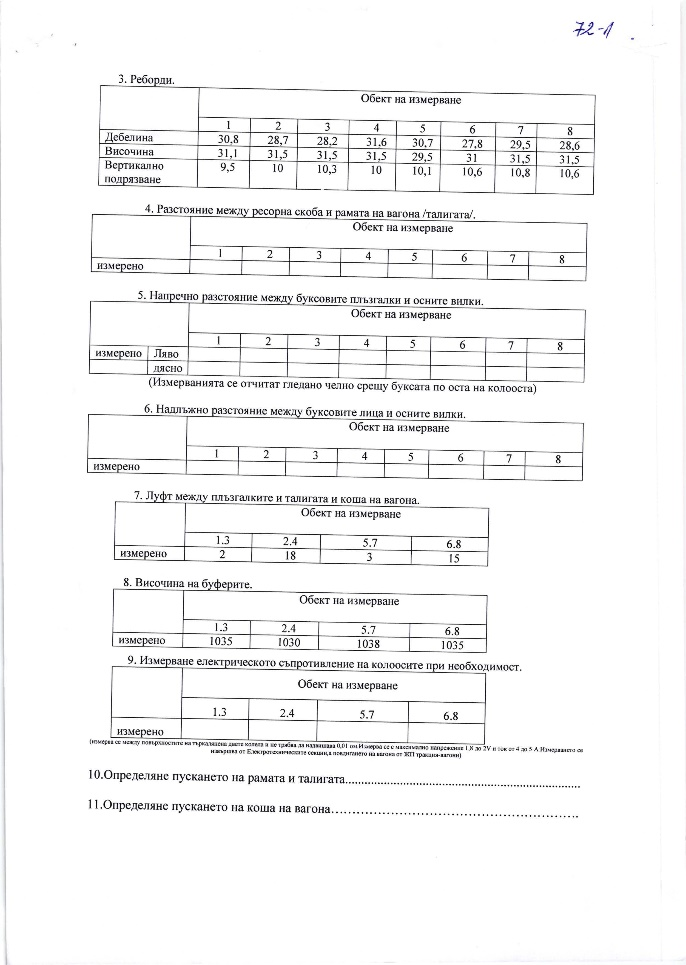 72-Л
3. Реборди.
Обект на измерване
1 2 3 4 5 6 7 8
Дебелина 30,8 28,7 28,2 31,6 30,7 27,8 29,5 28,6
Височина 31,1 31,5 31,5 31,5 29,5 31 31,5 31,5
Вертикално 9,5 10 10,3 10 10,1 10,6 10,8 10,6
подрязване
4. Разстояние между ресорна скоба и рамата на вагона /талигата/.
Обект на измерване
1 2 3 4 5 6 7 8
измерено
5. Напречно разстояние между буксовите плъзгалки и осните вилки.
Обект на измерване
1 2 3 4 5 6 7 8
измерено Ляво
дясно
(Измерванията се отчитат гледано челно срещу буксата по оста на колооста)
6. Надлъжно разстояние между буксовите лица и осните вилки.
Обект на измерване
1 2 3 4 5 6 7 8
измерено
7. Луфт между плъзгалките и талигата и коша на вагона.
Обект на измерване
1.3 2.4 5.7 6.8
измерено 2 18 3 15
8. Височина на буферите.
Обект на измерване
1.3 2.4 5.7 6.8
измерено 1035 1030 1038 1035
9. Измерване електрическото съпротивление на колоосите при необходимост.
Обект на измерване
1.3 2.4 5.7 6.8
измерено
(измерва се между повърхностите на търкаляне на двете колела и не трябва да надвишава 0,01 ом.Измерва се с максимално напрежение 1,8 до 2V и ток от 4 до 5 А.Измерването се
извършва от Електротехническите секции,а повдигането на вагона от ЖП тракция-вагони)
10.Определяне пускането на рамата и талигата......................................................................
11.Определяне пускането на коша на вагона…………………………………………………….